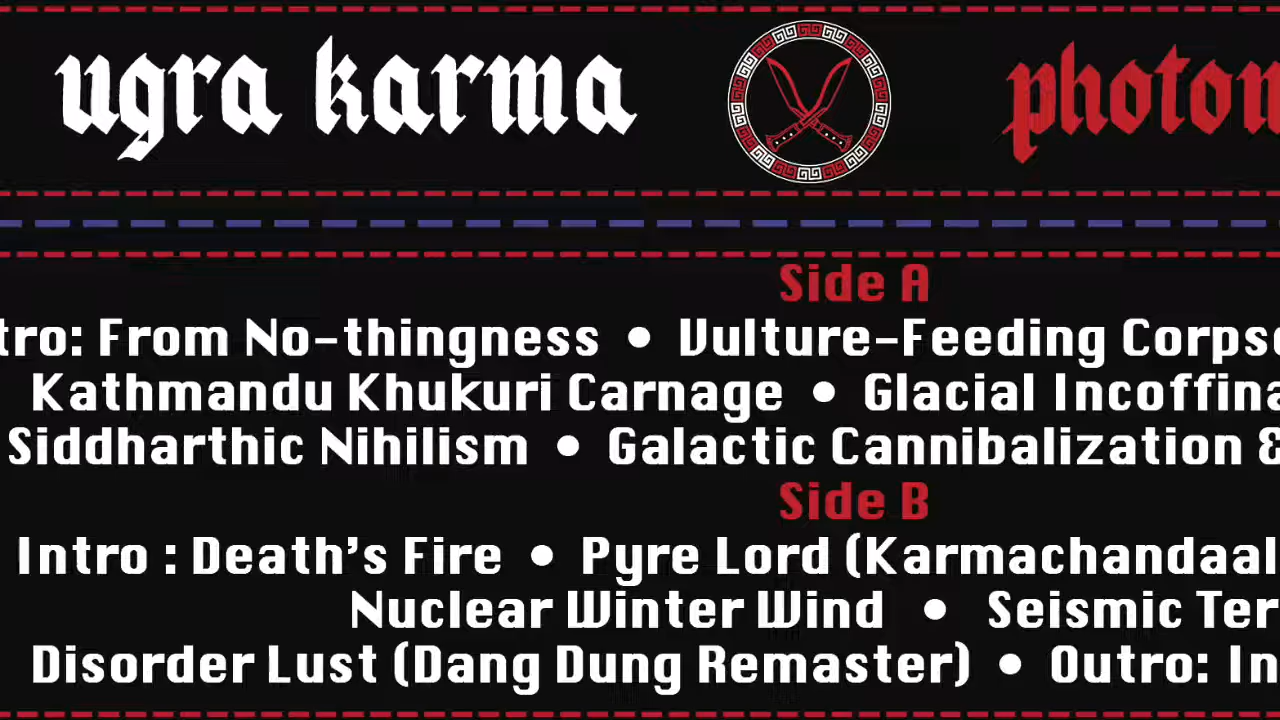 ugra karma photon
Side A
tro: From No-thingness • Vulture-Feeding Corps
Kathmandu Khukuri Carnage • Glacial Incoffina
Siddharthic Nihilism • Galactic Cannibalization &
Side B
Intro : Death's Fire • Pyre Lord (Karmachandaal
Nuclear Winter Wind • Seismic Ter
Disorder Lust (Dang Dung Remaster) • Outro: In